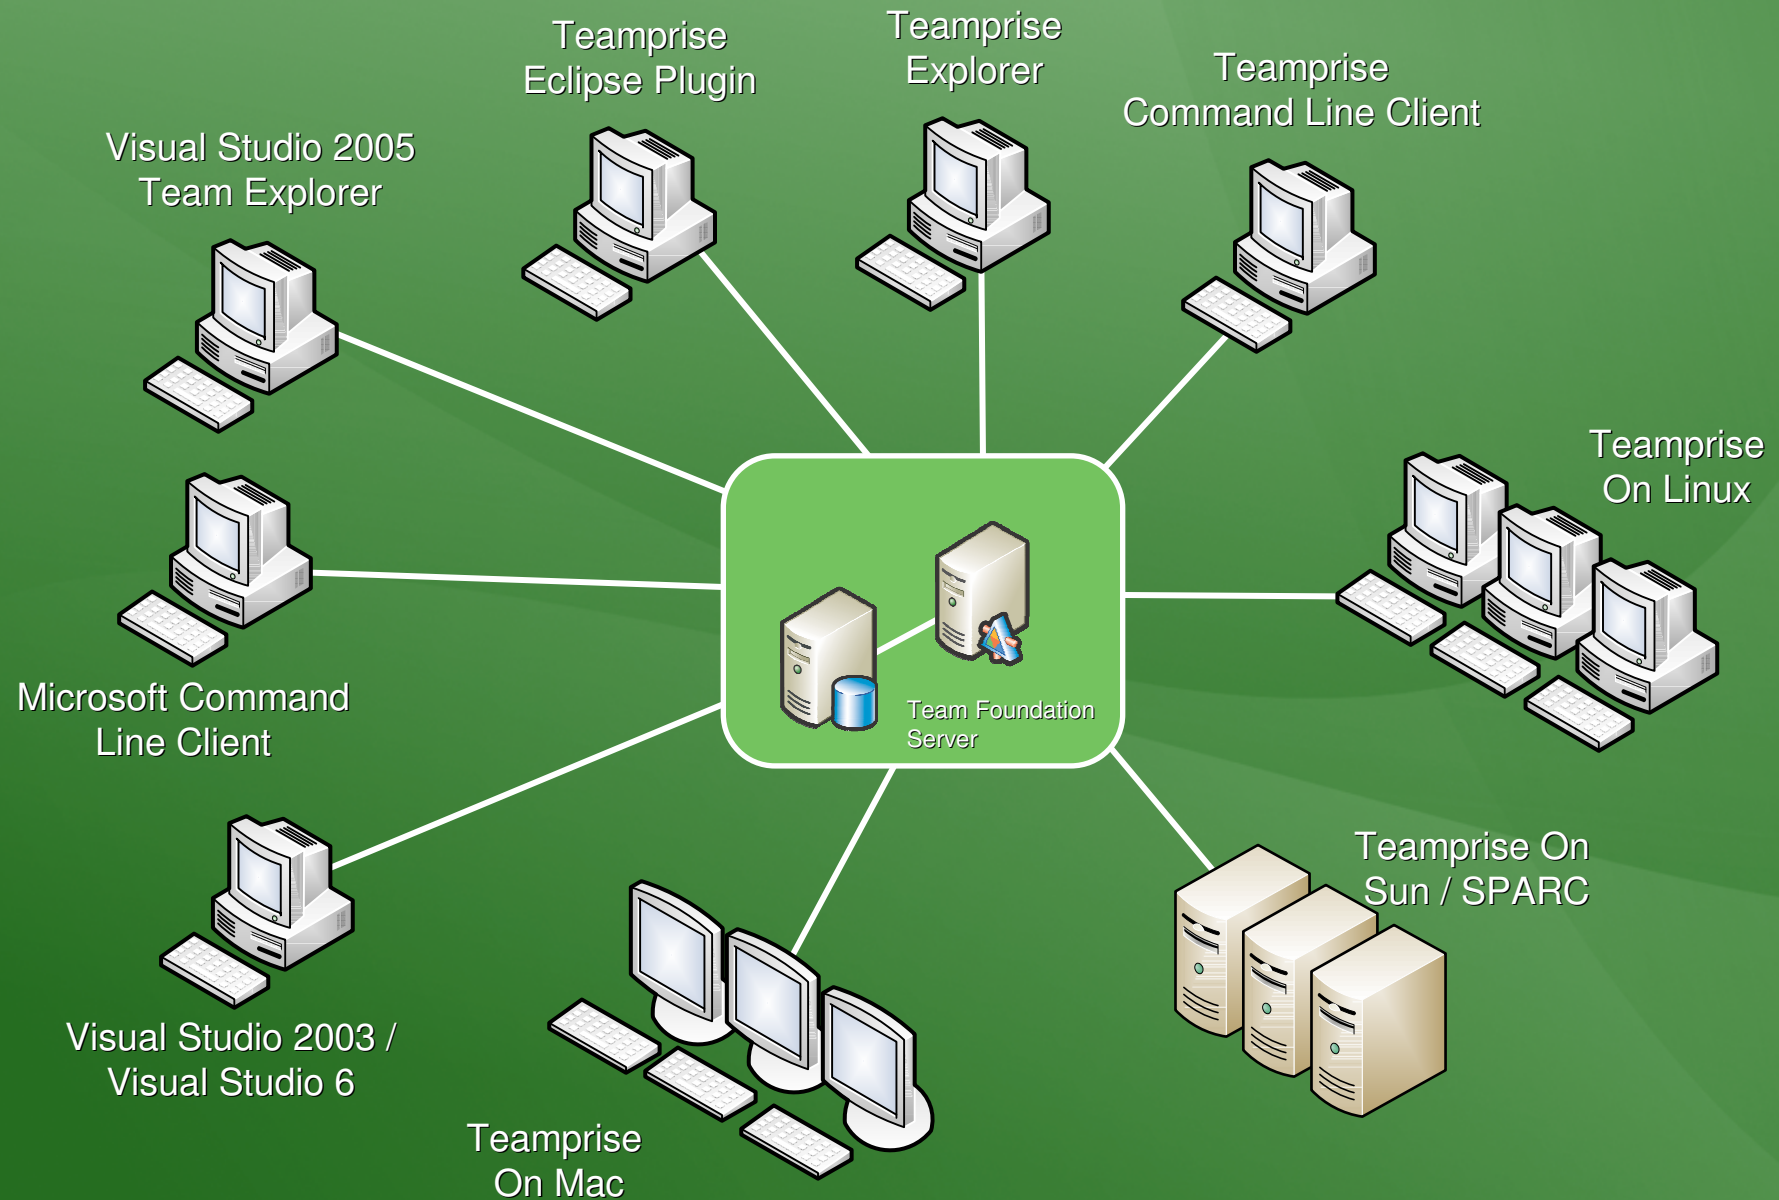 Teamprise
Eclipse Plugin
Teamprise
Explorer
Teamprise
Command Line Client
Visual Studio 2005
Team Explorer
Teamprise
On Linux
Microsoft Command
Line Client
Team Foundation
Server
Teamprise On
Sun / SPARC
Visual Studio 2003 /
Visual Studio 6
Teamprise
On Mac